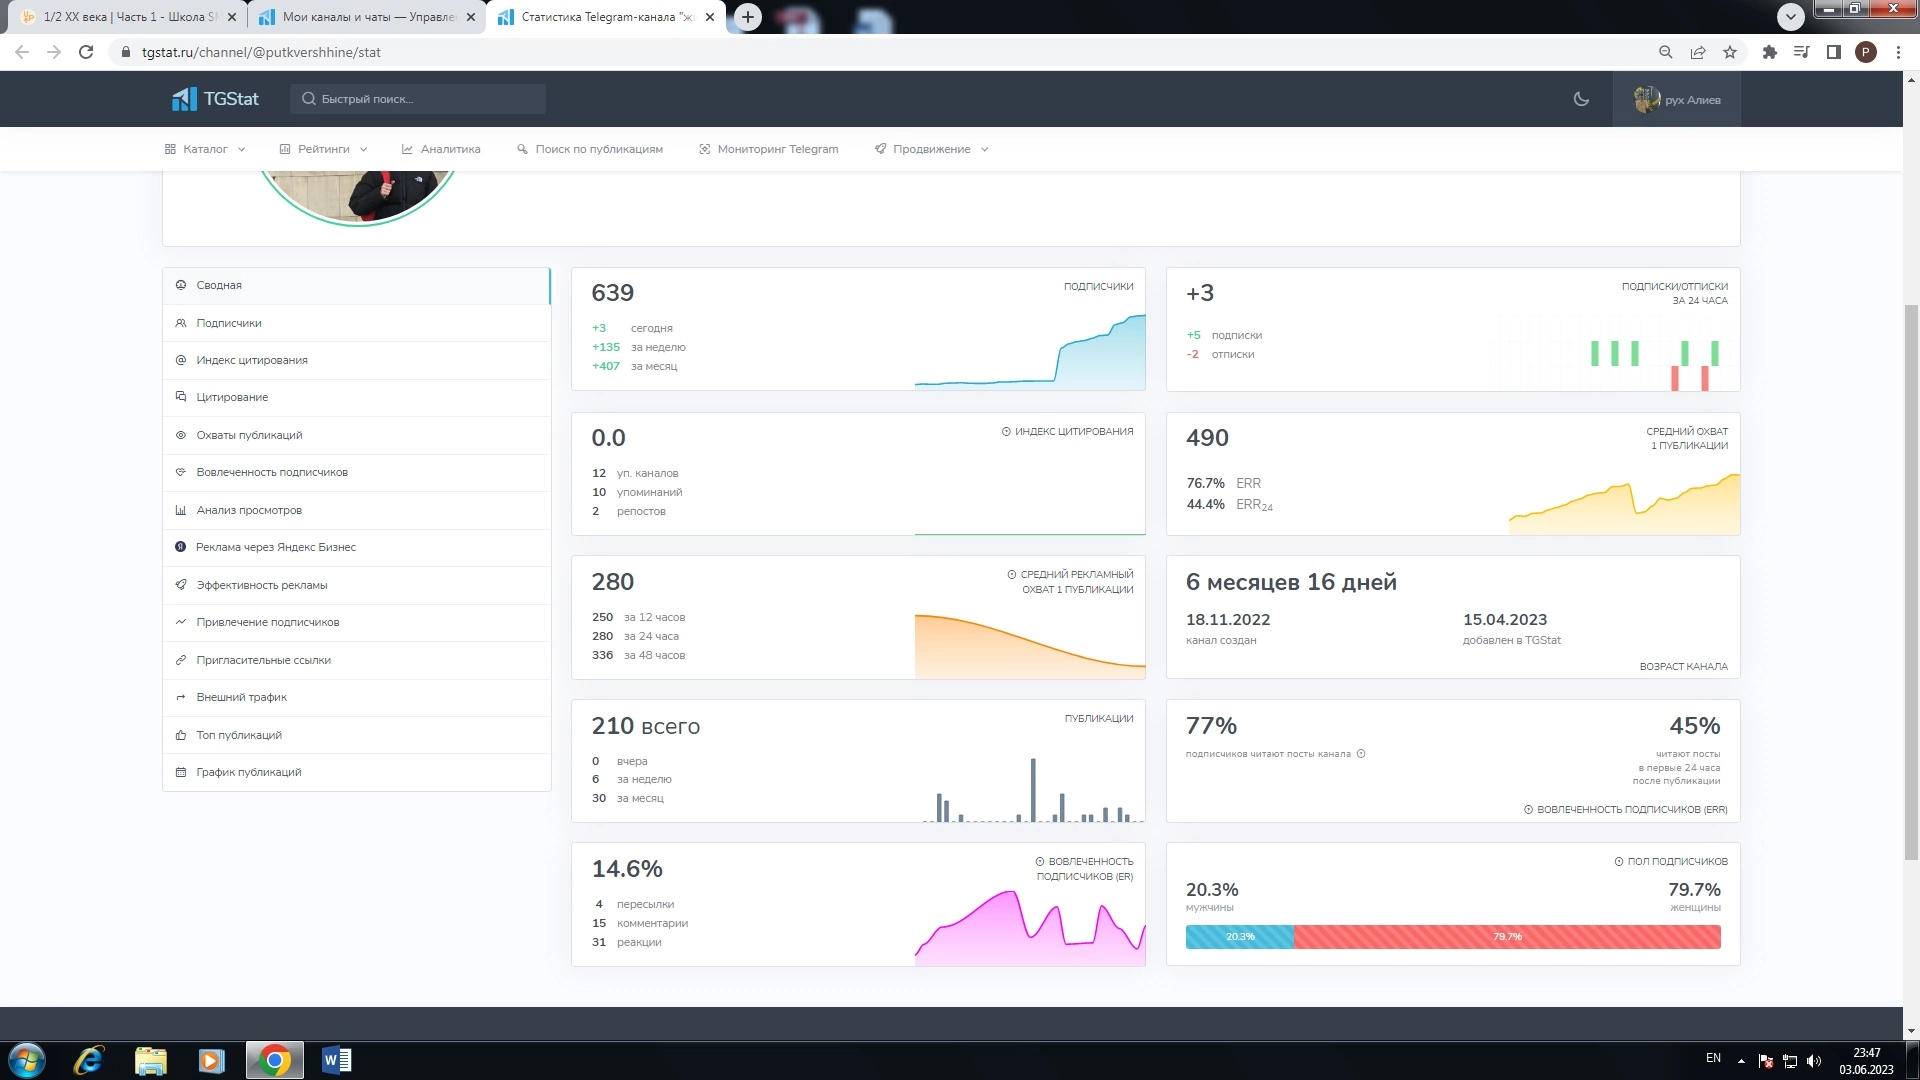 1/2 XX века | Часть 1 - Школа SM
Мои каналы и чаты — Управле
Статистика Telegram-канала "жи
tgstat.ru/channel/@putkvershhine/stat
P
TGStat
Быстрый поиск...
рух Алиев
Каталог
Рейтинги
Аналитика
Поиск по публикациям
Мониторинг Telegram
Продвижение
Сводная
Подписчики
Индекс цитирования
Цитирование
Охваты публикаций
Вовлеченность подписчиков
Анализ просмотров
Реклама через Яндекс Бизнес
Эффективность рекламы
Привлечение подписчиков
Пригласительные ссылки
Внешний трафик
Топ публикаций
График публикаций
639
ПОДПИСЧИКИ
+3 сегодня
+135 за неделю
+407 за месяц
+3
ПОДПИСКИ/ОТПИСКИ
ЗА 24 ЧАСА
+5 подписки
-2 отписки
0.0
ИНДЕКС ЦИТИРОВАНИЯ
12 уп. каналов
10 упоминаний
2 репостов
490
СРЕДНИЙ ОХВАТ
1 ПУБЛИКАЦИИ
76.7% ERR
44.4% ERR24
280
СРЕДНИЙ РЕКЛАМНЫЙ
ОХВАТ 1 ПУБЛИКАЦИИ
250 за 12 часов
280 за 24 часа
336 за 48 часов
6 месяцев 16 дней
18.11.2022
канал создан
15.04.2023
добавлен в TGStat
ВОЗРАСТ КАНАЛА
210 всего
ПУБЛИКАЦИИ
0 вчера
6 за неделю
30 за месяц
77%
подписчиков читают посты канала
45%
читают посты
в первые 24 часа
после публикации
ВОВЛЕЧЕННОСТЬ ПОДПИСЧИКОВ (ERR)
14.6%
ВОВЛЕЧЕННОСТЬ
ПОДПИСЧИКОВ (ER)
4 пересылки
15 комментарии
31 реакции
ПОЛ ПОДПИСЧИКОВ
20.3%
мужчины
79.7%
женщины
20.3%
79.7%
EN
23:47
03.06.2023